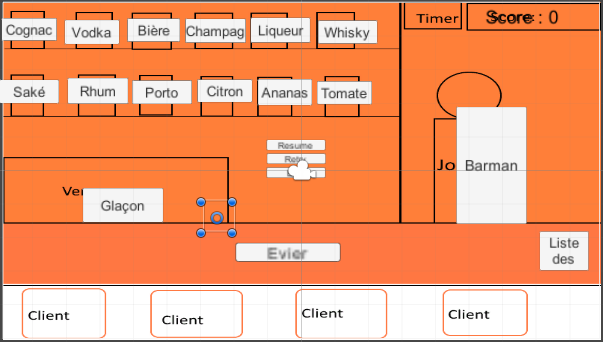 Cognac Vodka Bière Champag Liqueur Whisky
Timer
Score : 0
Saké Rhum Porto Citron Ananas Tomate
Resume
Jo
Barman
Ver
Glaçon
Evier
Liste
des
Client Client Client Client